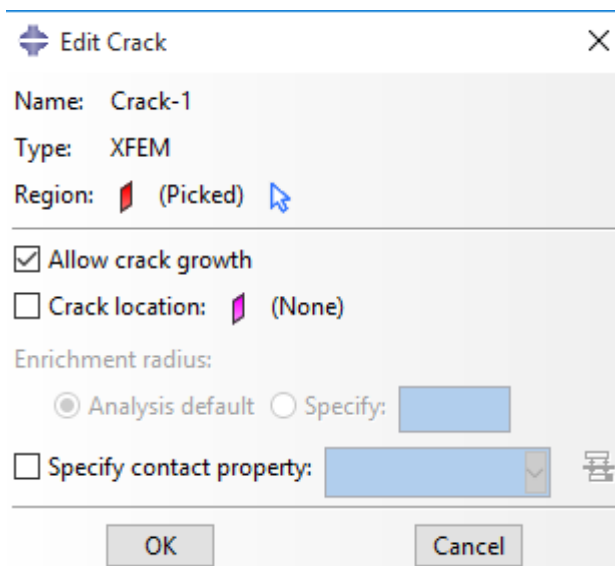 Edit Crack
Name: Crack-1
Type: XFEM
Region: (Picked)
Allow crack growth
Crack location: (None)
Enrichment radius:
Analysis default Specify:
Specify contact property:
OK Cancel